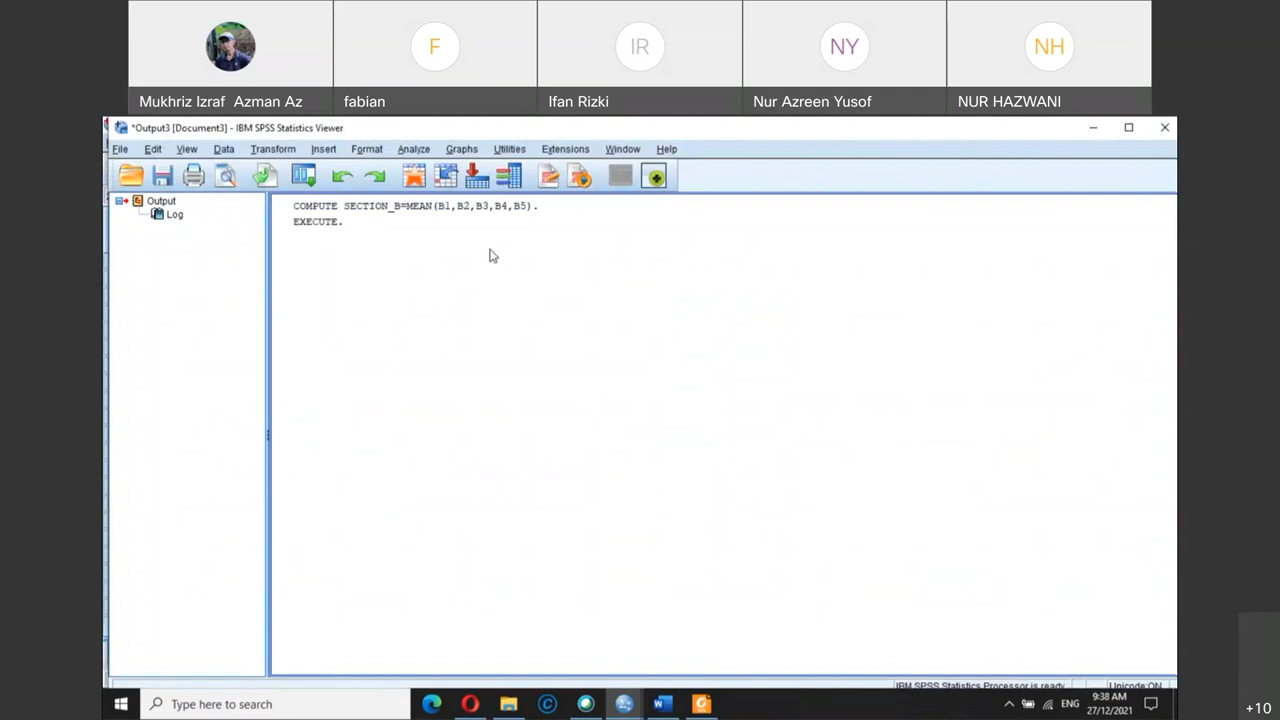 F
IR
NY
NH
Mukhriz Izraf Azman Az
fabian
Ifan Rizki
Nur Azreen Yusof
NUR HAZWANI
*Output3 [Document3] - IBM SPSS Statistics Viewer
File Edit View Data Transform Insert Format Analyze Graphs Utilities Extensions Window Help
Output
Log
COMPUTE SECTION_B=MEAN(B1,B2,B3,B4,B5).
EXECUTE.
IBM SPSS Statistics Processor is ready
Unicode:ON
Type here to search
ENG
9:38 AM
27/12/2021
+10